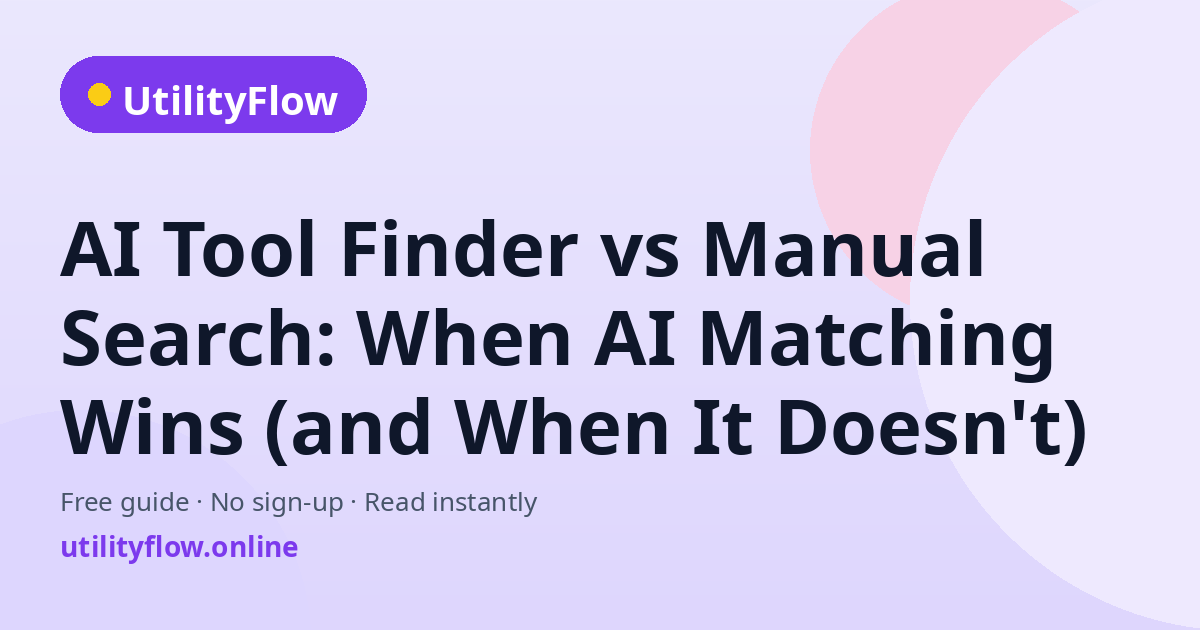 UtilityFlow
AI Tool Finder vs Manual
Search: When AI Matching
Wins (and When It Doesn't)
Free guide · No sign-up · Read instantly
utilityflow.online